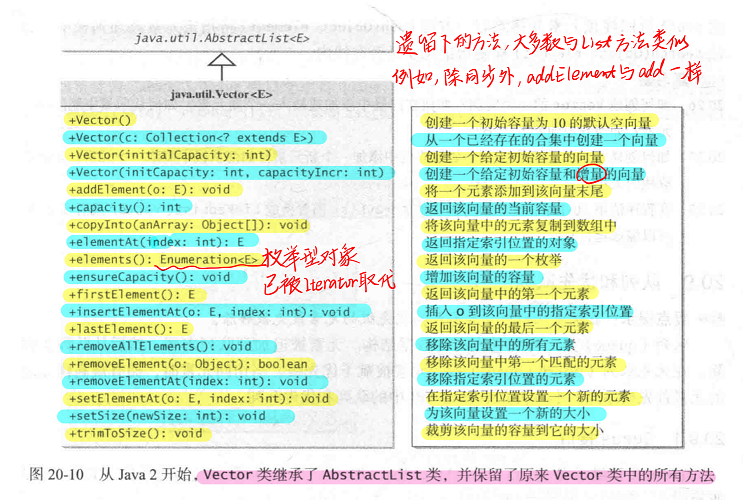 java.util.AbstractList<E>
遗留下的方法,大多数与List方法类似
例如,除同步外,addElement与add一样
java.util.Vector<E>
+Vector()
+Vector(c: Collection<? extends E>)
+Vector(initialCapacity: int)
+Vector(initCapacity: int, capacityIncr: int)
+addElement(o: E): void
+capacity(): int
+copyInto(anArray: Object[]): void
+elementAt(index: int): E
+elements(): Enumeration<E>
+ensureCapacity(): void
+firstElement(): E
+insertElementAt(o: E, index: int): void
+lastElement(): E
+removeAllElements(): void
+removeElement(o: Object): boolean
+removeElementAt(index: int): void
+setElementAt(o: E, index: int): void
+setSize(newSize: int): void
+trimToSize(): void
枚举型对象
已被Iterator取代
创建一个初始容量为 10 的默认空向量
从一个已经存在的合集中创建一个向量
创建一个给定初始容量的向量
创建一个给定初始容量和增量的向量
将一个元素添加到该向量末尾
返回该向量的当前容量
将该向量中的元素复制到数组中
返回指定索引位置的对象
返回该向量的一个枚举
增加该向量的容量
返回该向量中的第一个元素
插入 o 到该向量中的指定索引位置
返回该向量的最后一个元素
移除该向量中的所有元素
移除该向量中第一个匹配的元素
移除指定索引位置的元素
在指定索引位置设置一个新的元素
为该向量设置一个新的大小
裁剪该向量的容量到它的大小
图 20-10 从 Java 2 开始, Vector 类继承了 AbstractList 类, 并保留了原来 Vector 类中的所有方法